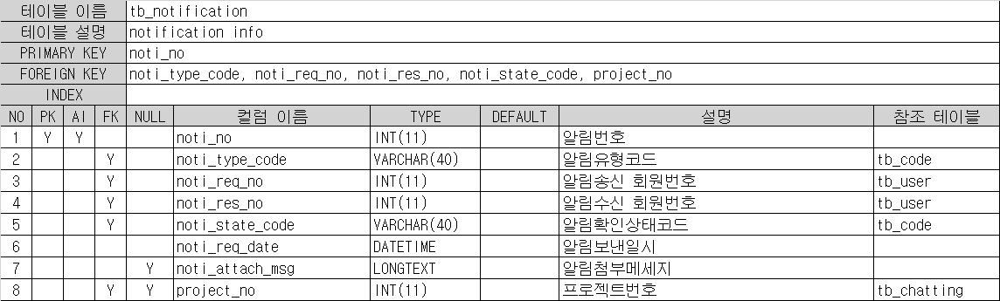 테이블 이름 tb_notification
테이블 설명 notification info
PRIMARY KEY noti_no
FOREIGN KEY noti_type_code, noti_req_no, noti_res_no, noti_state_code, project_no
INDEX
NO PK AI FK NULL 컬럼 이름 TYPE DEFAULT 설명 참조 테이블
1 Y Y noti_no INT(11) 알림번호
2 Y noti_type_code VARCHAR(40) 알림유형코드 tb_code
3 Y noti_req_no INT(11) 알림송신 회원번호 tb_user
4 Y noti_res_no INT(11) 알림수신 회원번호 tb_user
5 Y noti_state_code VARCHAR(40) 알림확인상태코드 tb_code
6 noti_req_date DATETIME 알림보낸일시
7 Y noti_attach_msg LONGTEXT 알림첨부메세지
8 Y Y project_no INT(11) 프로젝트번호 tb_chatting